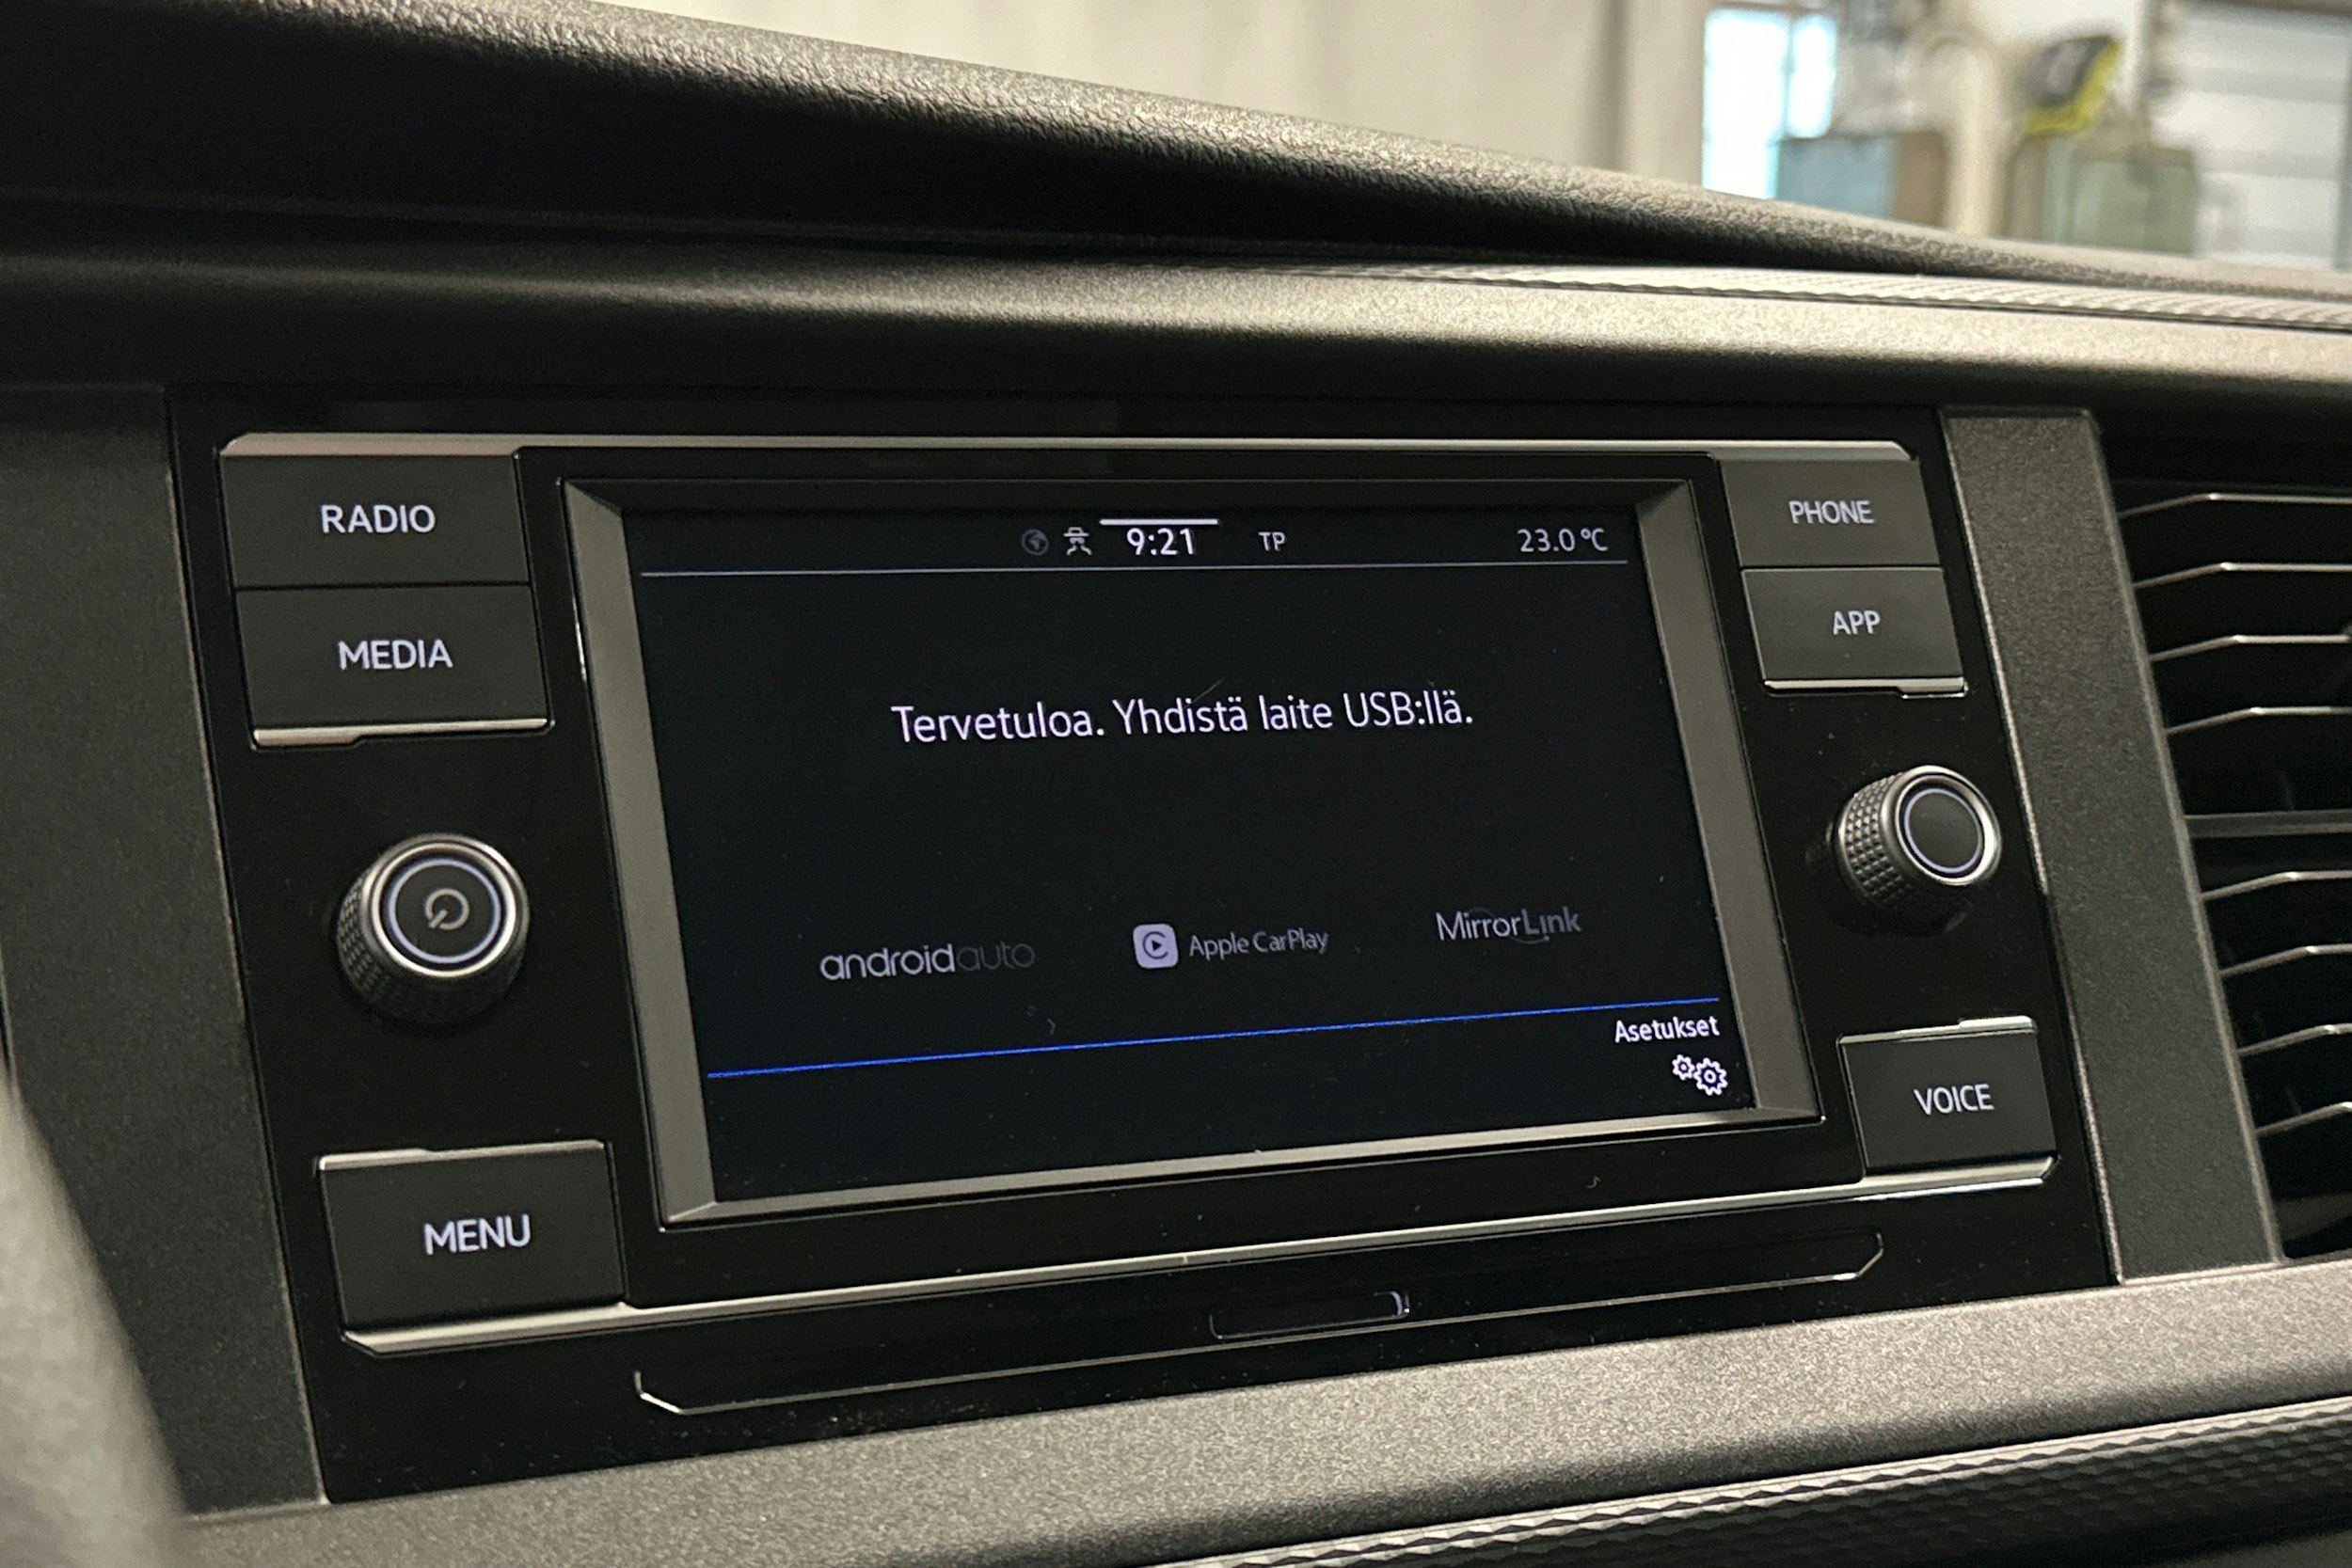 RADIO
MEDIA
MENU
9:21 TP 23.0 °C
Tervetuloa. Yhdistä laite USB:llä.
androidauto Apple CarPlay MirrorLink
Asetukset
PHONE
APP
VOICE